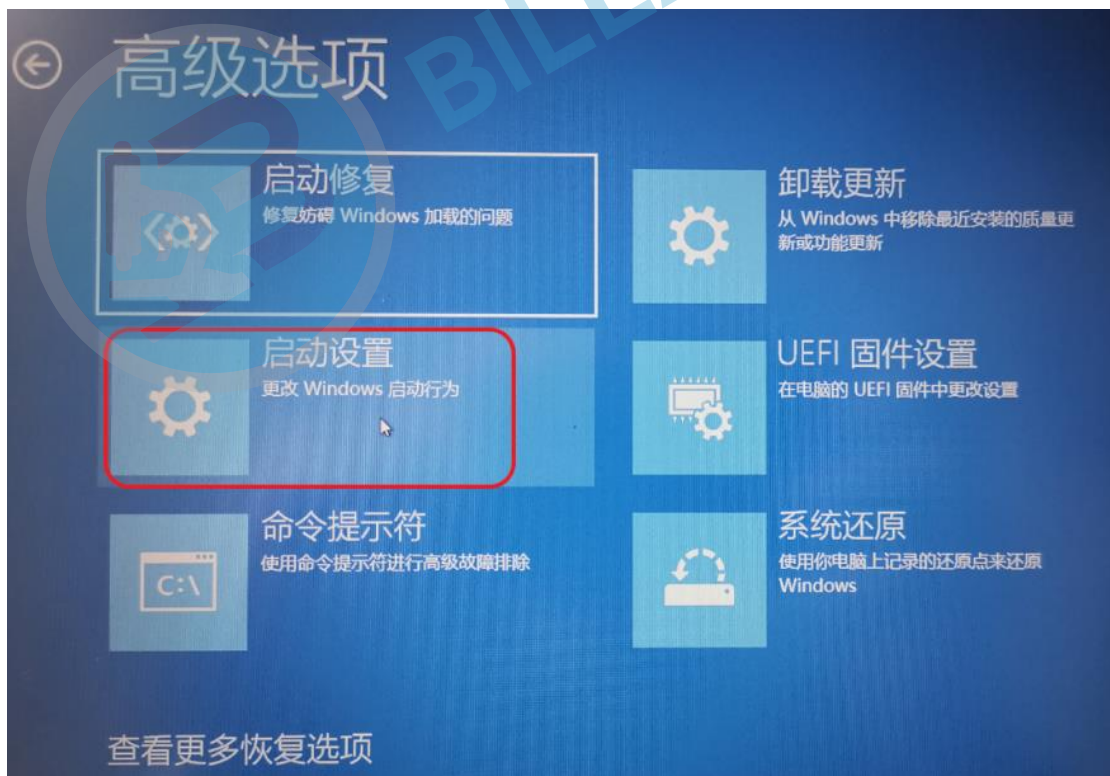 BILL
高级选项
启动修复
修复妨碍 Windows 加载的问题
卸载更新
从 Windows 中移除最近安装的质量更
新或功能更新
启动设置
更改 Windows 启动行为
UEFI 固件设置
在电脑的 UEFI 固件中更改设置
命令提示符
使用命令提示符进行高级故障排除
C:\
系统还原
使用你电脑上记录的还原点来还原
Windows
查看更多恢复选项